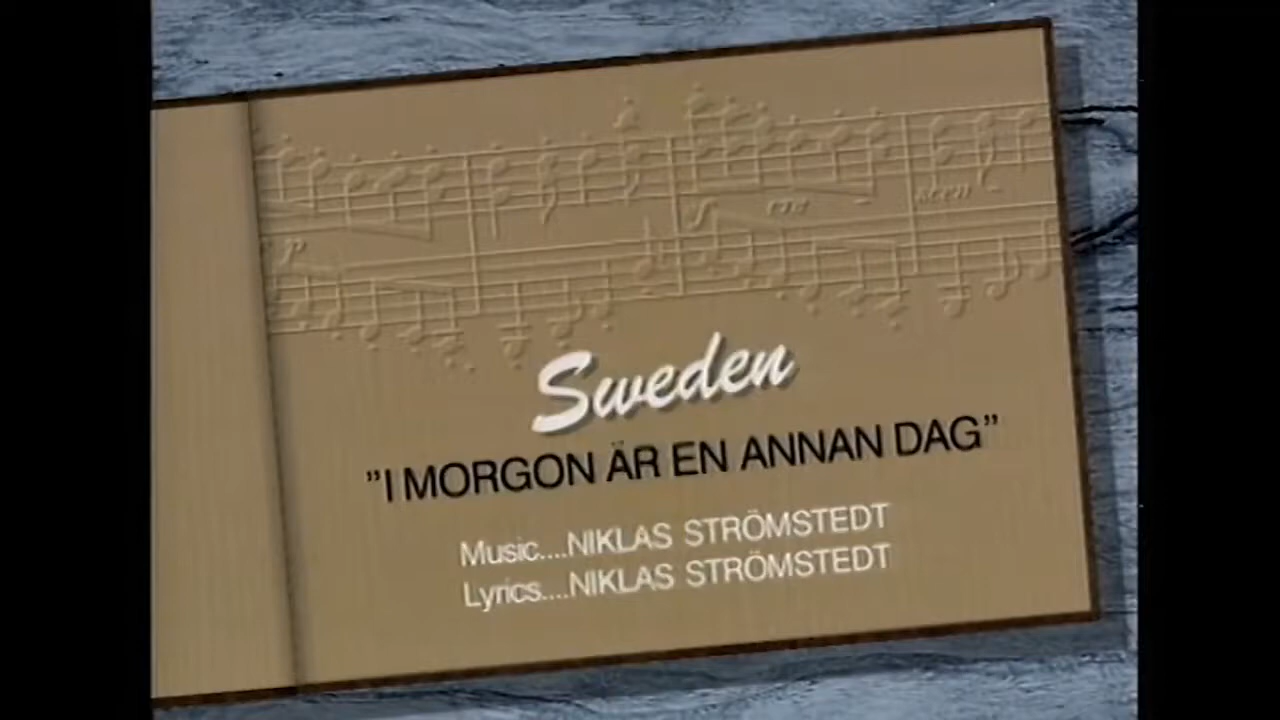 Sweden
”I MORGON ÄR EN ANNAN DAG”
Music....NIKLAS STRÖMSTEDT
Lyrics....NIKLAS STRÖMSTEDT